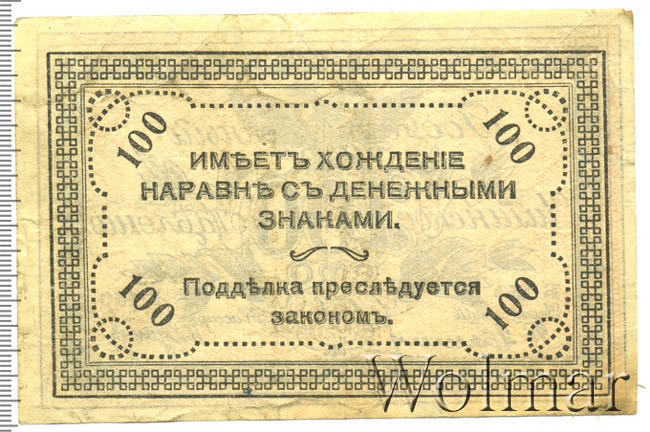 100 100
ИМѢЕТЪ ХОЖДЕНІЕ
НАРАВНѢ СЪ ДЕНЕЖНЫМИ
ЗНАКАМИ.
Поддѣлка преслѣдуется
закономъ.
100 100
Wolmar